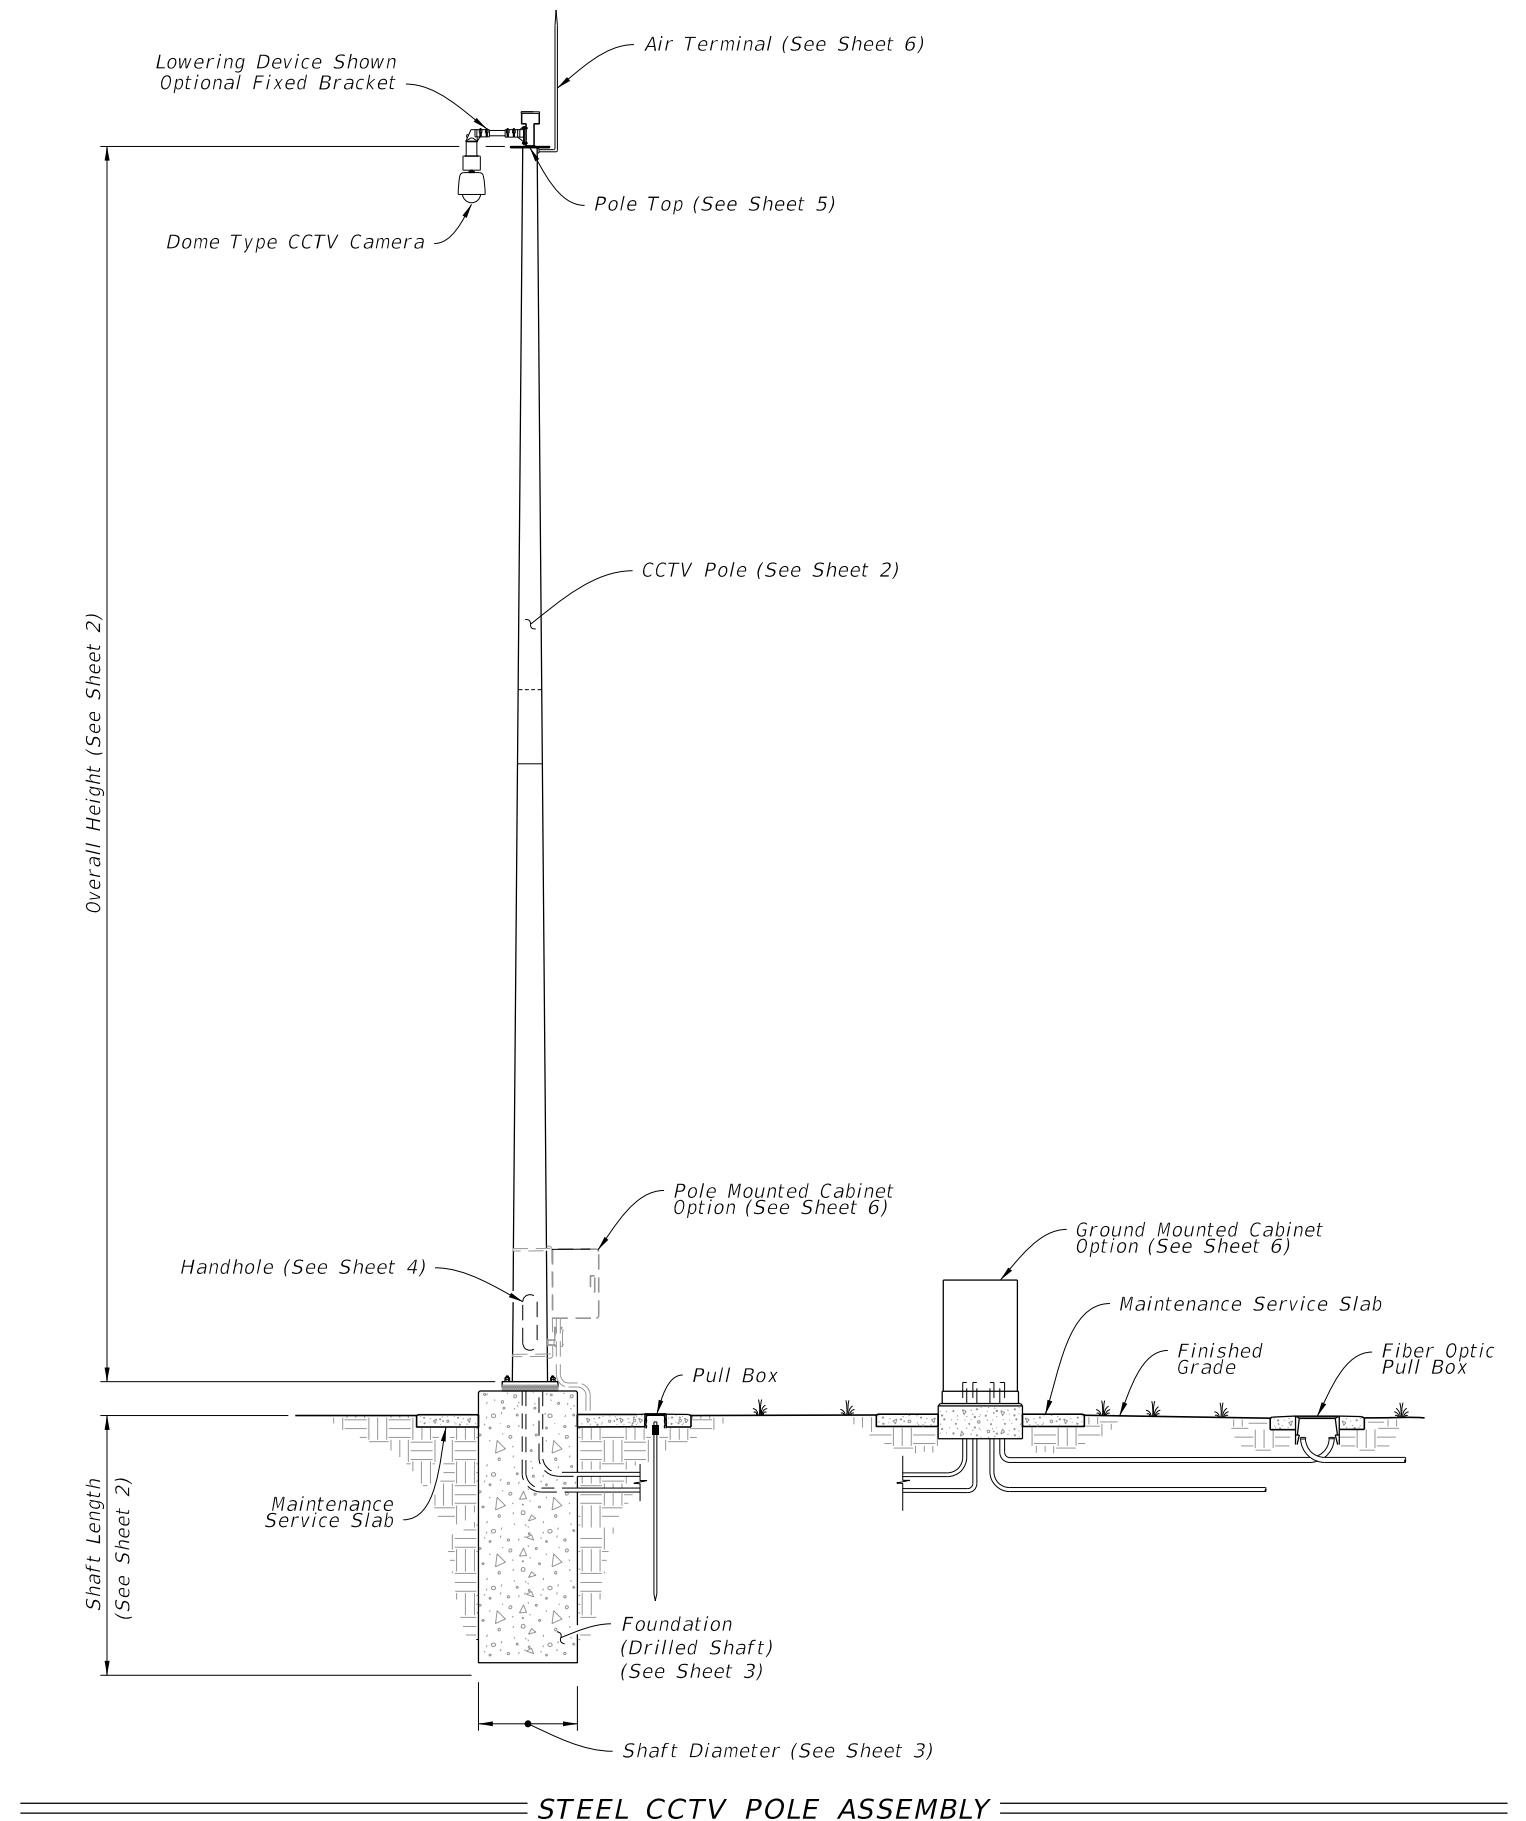 Air Terminal (See Sheet 6)
Lowering Device Shown
Optional Fixed Bracket
Pole Top (See Sheet 5)
Dome Type CCTV Camera
CCTV Pole (See Sheet 2)
Overall Height (See Sheet 2)
Pole Mounted Cabinet
Option (See Sheet 6)
Ground Mounted Cabinet
Option (See Sheet 6)
Handhole (See Sheet 4)
Maintenance Service Slab
Finished
Grade
Fiber Optic
Pull Box
Pull Box
Maintenance
Service Slab
Shaft Length
(See Sheet 2)
Foundation
(Drilled Shaft)
(See Sheet 3)
Shaft Diameter (See Sheet 3)
STEEL CCTV POLE ASSEMBLY